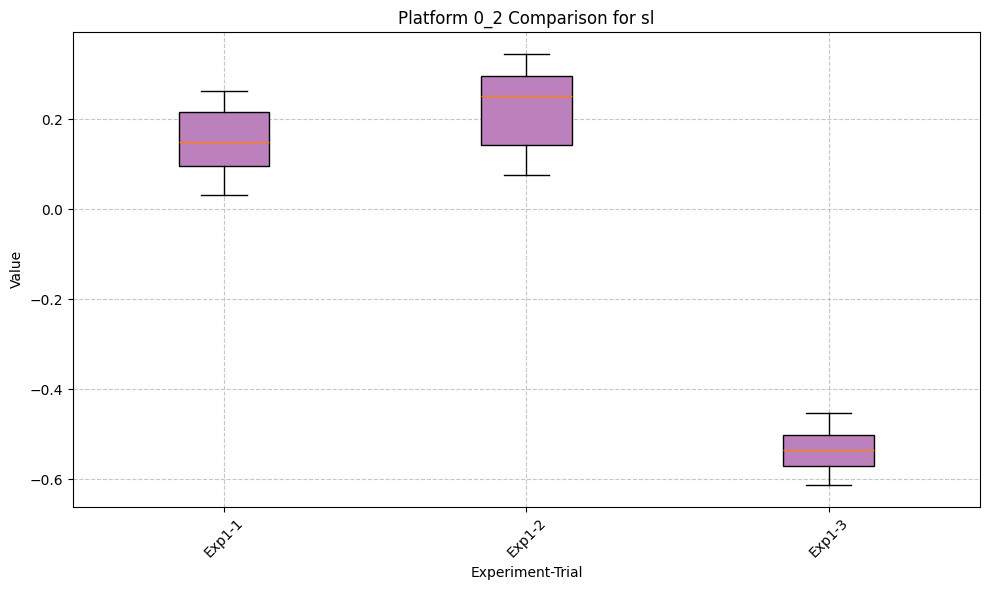 Platform 0_2 Comparison for sl
Value
0.2
0.0
−0.2
−0.4
−0.6
Exp1-1
Exp1-2
Exp1-3
Experiment-Trial